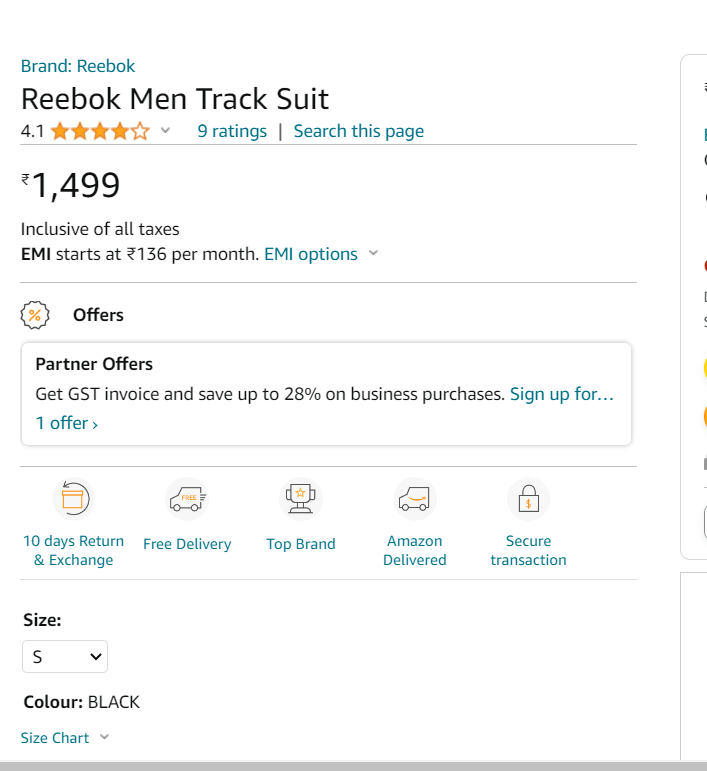 Brand: Reebok
Reebok Men Track Suit
4.1
9 ratings | Search this page
₹1,499
Inclusive of all taxes
EMI starts at ₹136 per month. EMI options
% Offers
Partner Offers
Get GST invoice and save up to 28% on business purchases. Sign up for…
1 offer ›
FREE
$
10 days Return
& Exchange
Free Delivery
Top Brand
Amazon
Delivered
Secure
transaction
Size:
S
Colour: BLACK
Size Chart